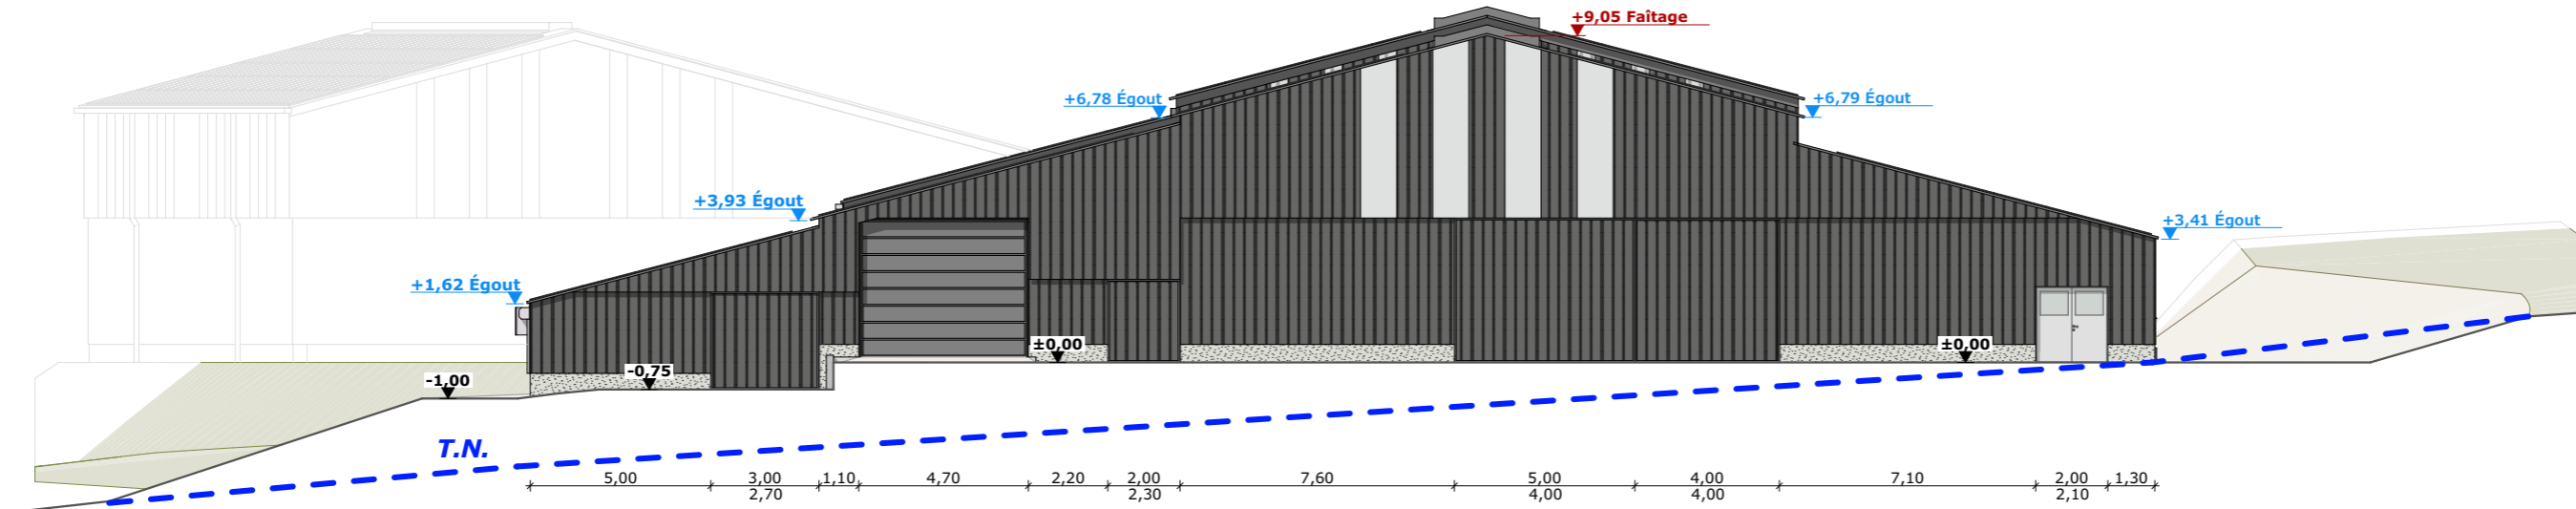 +9,05 Faîtage
+6,78 Égout
+6,79 Égout
+3,93 Égout
+3,41 Égout
+1,62 Égout
±0,00
±0,00
-0,75
-1,00
T.N.
5,00 3,00 1,10 4,70 2,20 2,00 7,60 5,00 4,00 7,10 2,00 1,30
2,70 2,30 4,00 4,00 2,10